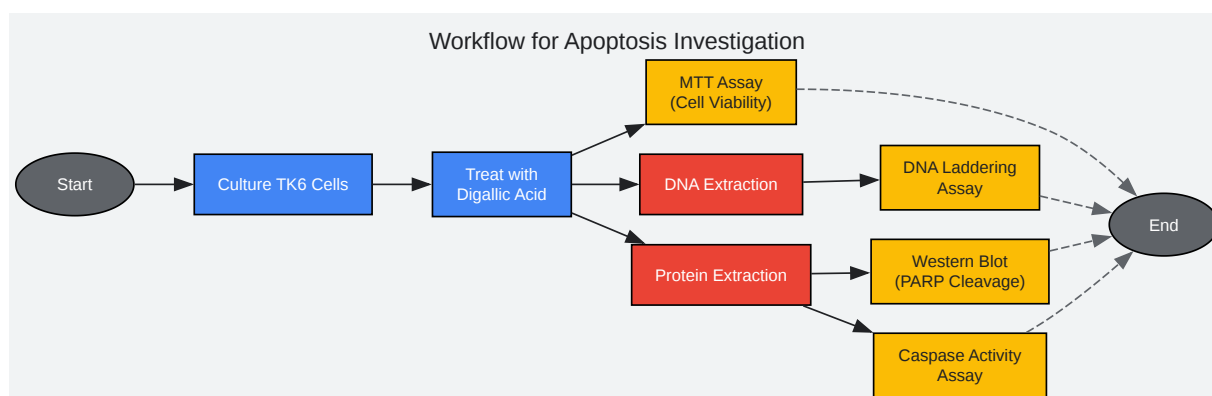 Workflow for Apoptosis Investigation
Start
Culture TK6 Cells
Treat with
Digallic Acid
MTT Assay
(Cell Viability)
DNA Extraction
Protein Extraction
DNA Laddering
Assay
Western Blot
(PARP Cleavage)
Caspase Activity
Assay
End